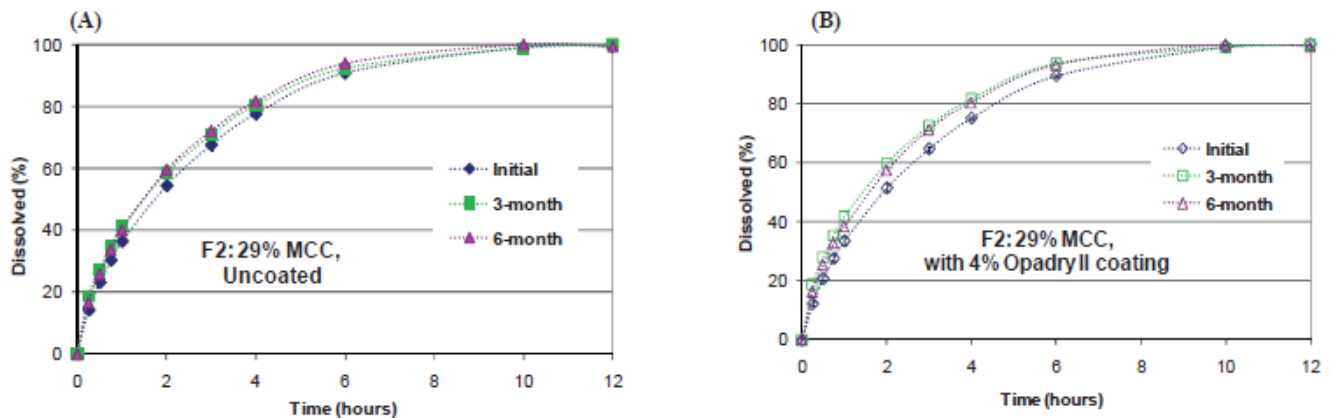 (A)
100
80
60
40
20
0
Dissolved (%)
0 2 4 6 8 10 12
Time (hours)
Initial
3-month
6-month
F2: 29% MCC,
Uncoated
(B)
100
80
60
40
20
0
Dissolved (%)
0 2 4 6 8 10 12
Time (hours)
Initial
3-month
6-month
F2: 29% MCC,
with 4% Opadry II coating